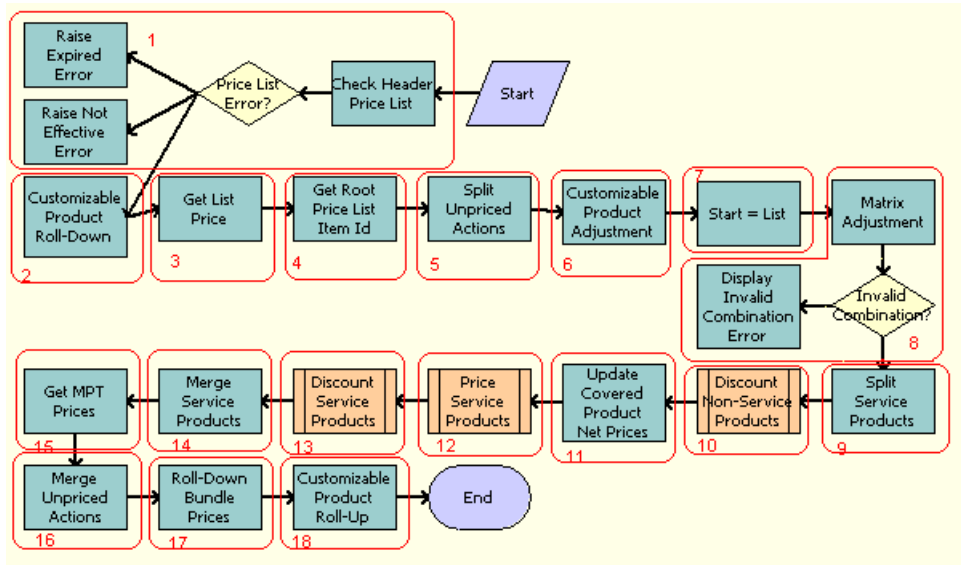 Raise
Expired
Error
1
Price List
Error?
Check Header
Price List
Start
Raise Not
Effective
Error
Customizable
Product
Roll-Down
2
Get List
Price
3
Get Root
Price List
Item Id
4
Split
Unpriced
Actions
5
Customizable
Product
Adjustment
6
7
Start = List
Matrix
Adjustment
Display
Invalid
Combination
Error
Invalid
Combination?
8
Get MPT
Prices
15
Merge
Service
Products
14
Discount
Service
Products
13
Price
Service
Products
12
Update
Covered
Product
Net Prices
11
Discount
Non-Service
Products
10
Split
Service
Products
9
Merge
Unpriced
Actions
16
Roll-Down
Bundle
Prices
17
Customizable
Product
Roll-Up
18
End